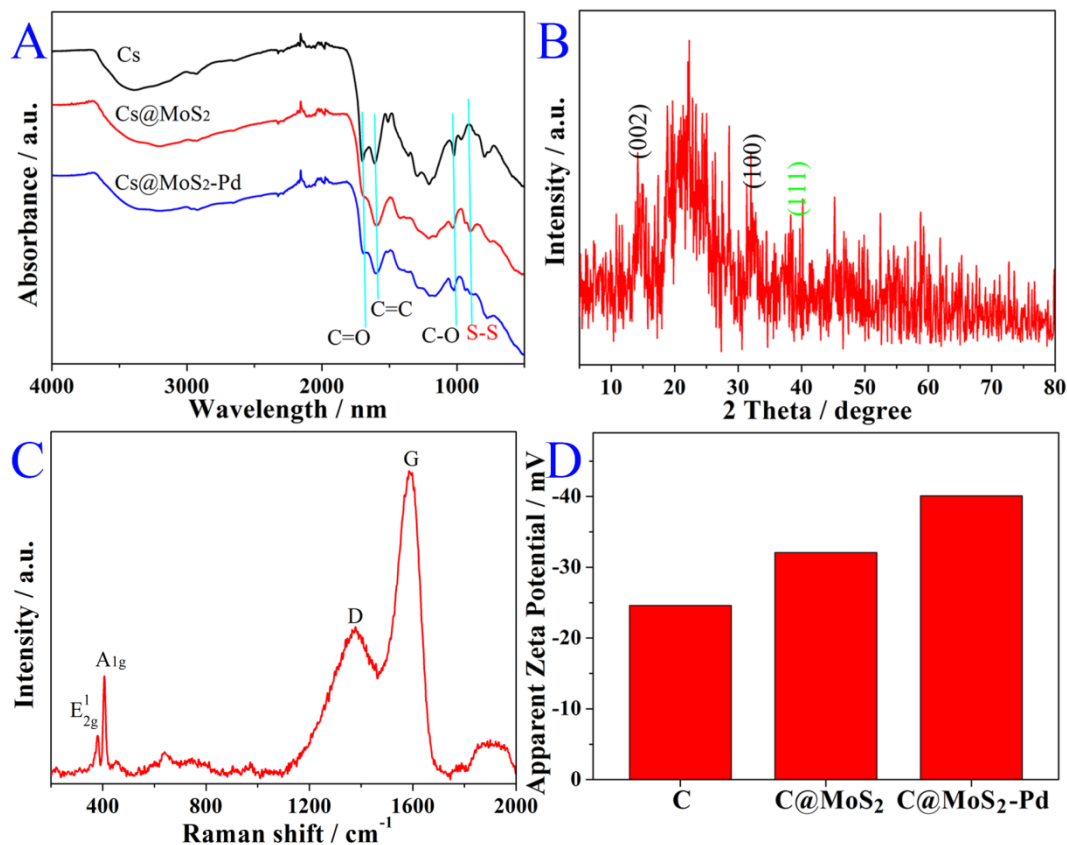 A
Cs
Cs@MoS₂
Cs@MoS₂-Pd
C=O
C=C
C-O
S-S
Absorbance / a.u.
4000 3000 2000 1000
Wavelength / nm
B
(002)
(100)
(111)
Intensity / a.u.
10 20 30 40 50 60 70 80
2 Theta / degree
C
E¹₂g
A₁g
D
G
Intensity / a.u.
400 800 1200 1600 2000
Raman shift / cm⁻¹
D
Apparent Zeta Potential / mV
-40
-30
-20
-10
0
C C@MoS₂ C@MoS₂-Pd